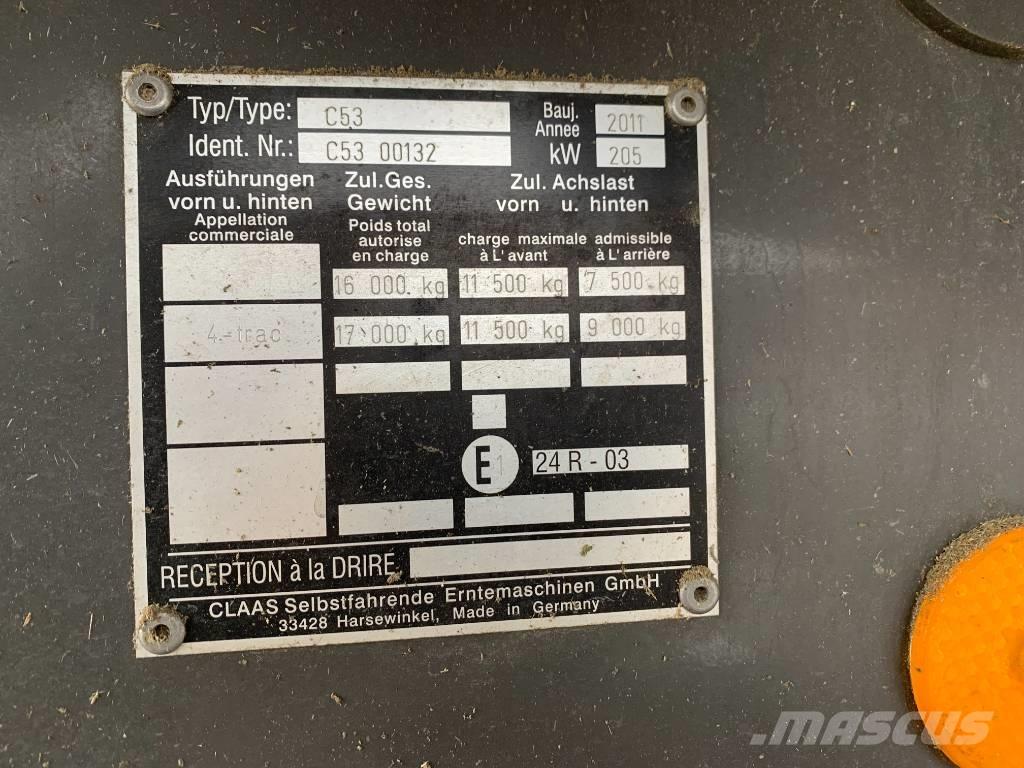 Typ/Type: C53 Bauj. Annee 2011
Ident. Nr.: C53 00132 kW 205
Ausführungen Zul.Ges. Zul. Achslast
vorn u. hinten Gewicht vorn u. hinten
Appellation Poids total
commerciale autorise charge maximale admissible
en charge à L' avant à L' arrière
16 000 kg 11 500 kg 7 500 kg
4-trac 17 000 kg 11 500 kg 9 000 kg
E1 24 R - 03
RECEPTION à la DRIRE
CLAAS Selbstfahrende Erntemaschinen GmbH
33428 Harsewinkel, Made in Germany
MASCUS